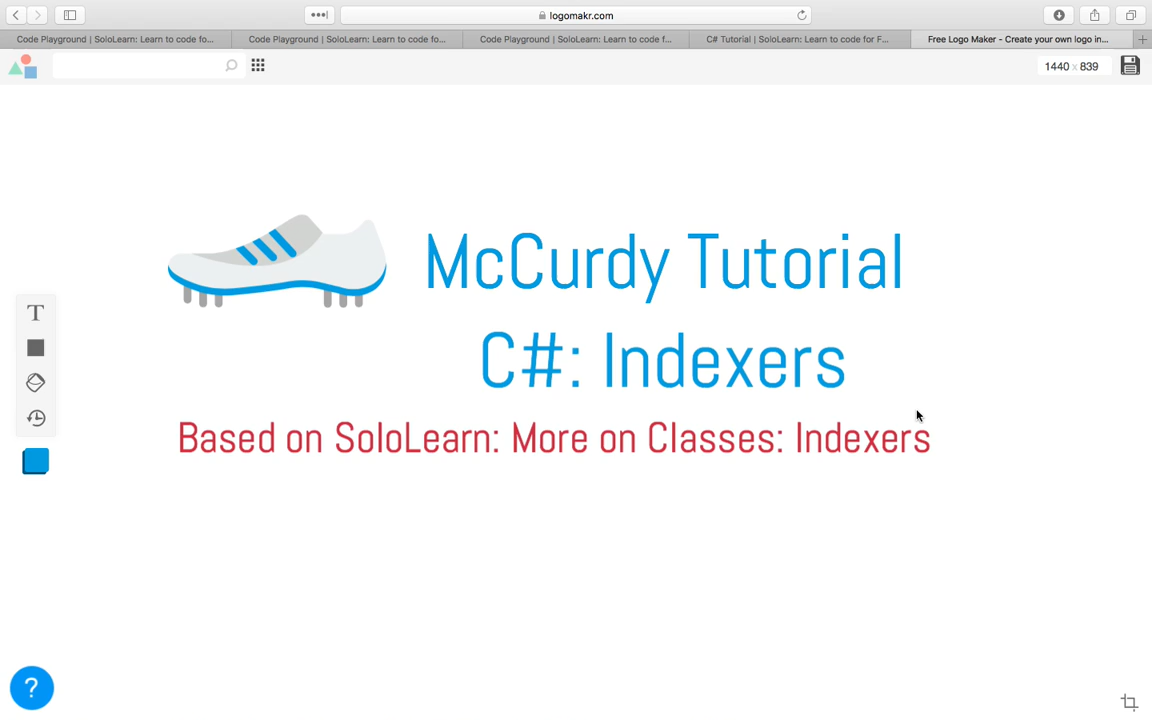 logomakr.com
Code Playground | SoloLearn: Learn to code fo...
Code Playground | SoloLearn: Learn to code fo...
Code Playground | SoloLearn: Learn to code f...
C# Tutorial | SoloLearn: Learn to code for F...
Free Logo Maker - Create your own logo in...
1440 x 839
McCurdy Tutorial
C#: Indexers
Based on SoloLearn: More on Classes: Indexers
T
?